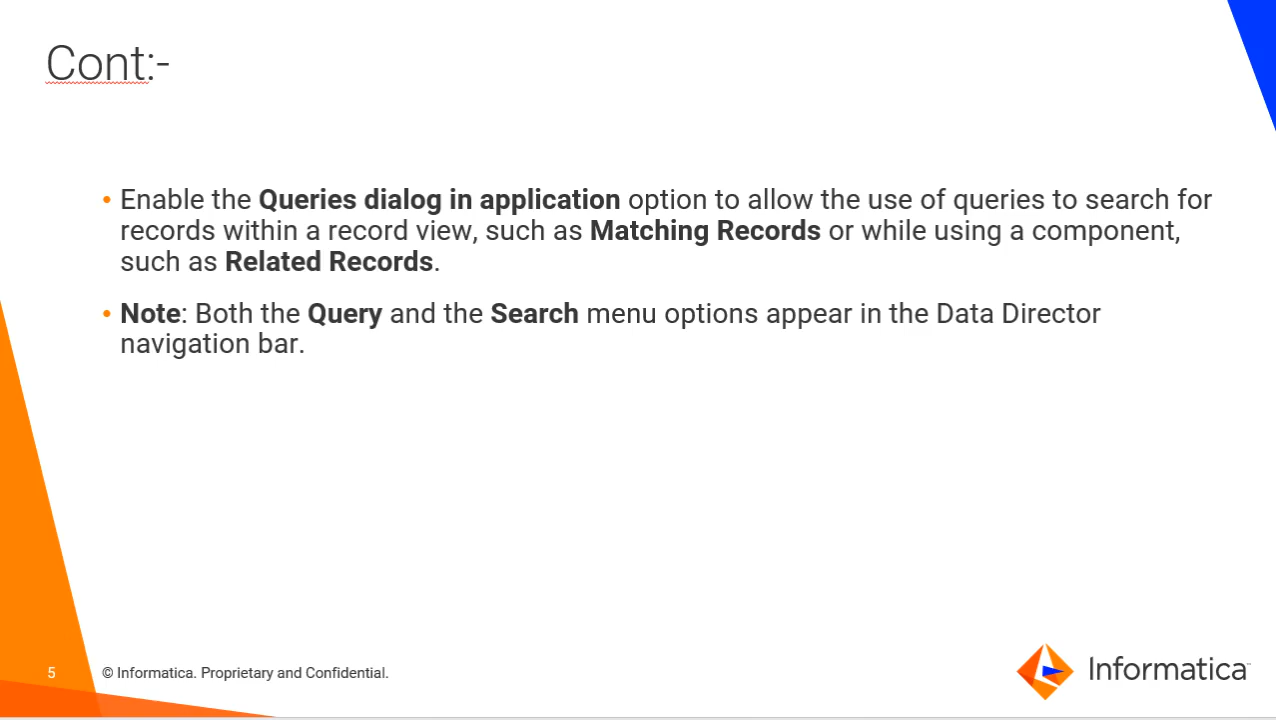 Cont:-
• Enable the Queries dialog in application option to allow the use of queries to search for
records within a record view, such as Matching Records or while using a component,
such as Related Records.
• Note: Both the Query and the Search menu options appear in the Data Director
navigation bar.
5
© Informatica. Proprietary and Confidential.
Informatica